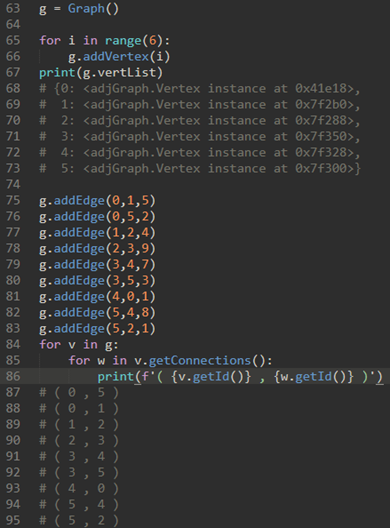 63 g = Graph()
64
65 for i in range(6):
66     g.addVertex(i)
67 print(g.vertList)
68 # {0: <adjGraph.Vertex instance at 0x41e18>,
69 #  1: <adjGraph.Vertex instance at 0x7f2b0>,
70 #  2: <adjGraph.Vertex instance at 0x7f288>,
71 #  3: <adjGraph.Vertex instance at 0x7f350>,
72 #  4: <adjGraph.Vertex instance at 0x7f328>,
73 #  5: <adjGraph.Vertex instance at 0x7f300>}
74
75 g.addEdge(0,1,5)
76 g.addEdge(0,5,2)
77 g.addEdge(1,2,4)
78 g.addEdge(2,3,9)
79 g.addEdge(3,4,7)
80 g.addEdge(3,5,3)
81 g.addEdge(4,0,1)
82 g.addEdge(5,4,8)
83 g.addEdge(5,2,1)
84 for v in g:
85     for w in v.getConnections():
86         print(f'( {v.getId()} , {w.getId()} )')
87 # ( 0 , 5 )
88 # ( 0 , 1 )
89 # ( 1 , 2 )
90 # ( 2 , 3 )
91 # ( 3 , 4 )
92 # ( 3 , 5 )
93 # ( 4 , 0 )
94 # ( 5 , 4 )
95 # ( 5 , 2 )